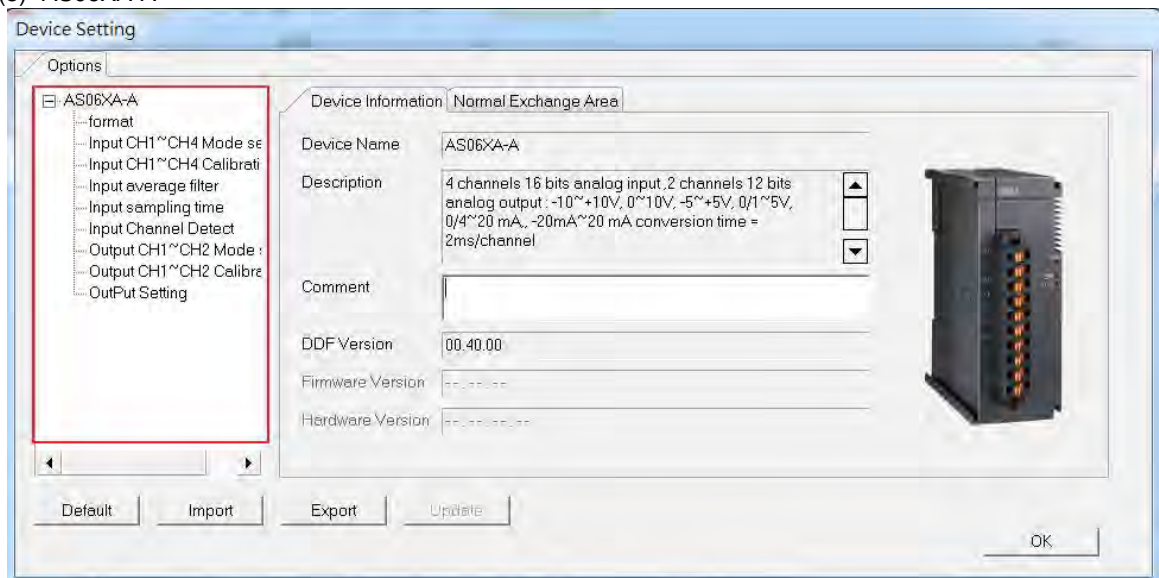 Device Setting
Options
AS06XA-A
format
Input CH1~CH4 Mode se
Input CH1~CH4 Calibrati
Input average filter
Input sampling time
Input Channel Detect
Output CH1~CH2 Mode
Output CH1~CH2 Calibra
OutPut Setting
Device Information Normal Exchange Area
Device Name AS06XA-A
Description 4 channels 16 bits analog input ,2 channels 12 bits
analog output : -10~+10V, 0~10V, -5~+5V, 0/1~5V,
0/4~20 mA,, -20mA~20 mA conversion time =
2ms/channel
Comment
DDF Version 00.40.00
Firmware Version --.--.--
Hardware Version --.--.--.--
Default Import Export Update
OK